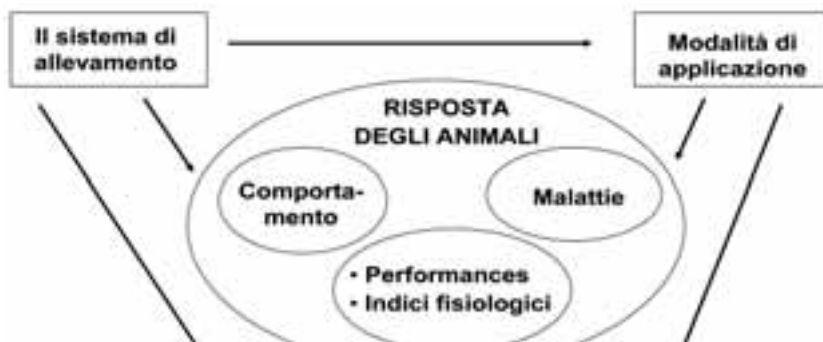 Il sistema di
allevamento
Modalità di
applicazione
RISPOSTA
DEGLI ANIMALI
Comporta-
mento
Malattie
• Performances
• Indici fisiologici